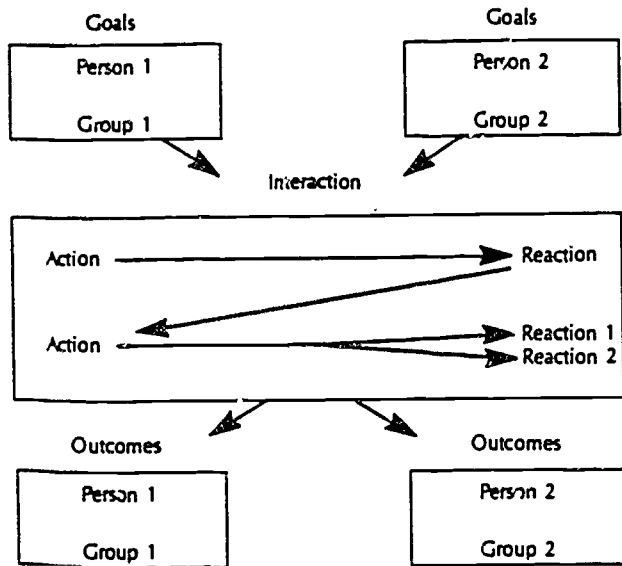 Goals
Goals
Person 1
Person 2
Group 1
Group 2
Interaction
Action
Reaction
Action
Reaction 1
Reaction 2
Outcomes
Outcomes
Person 1
Person 2
Group 1
Group 2